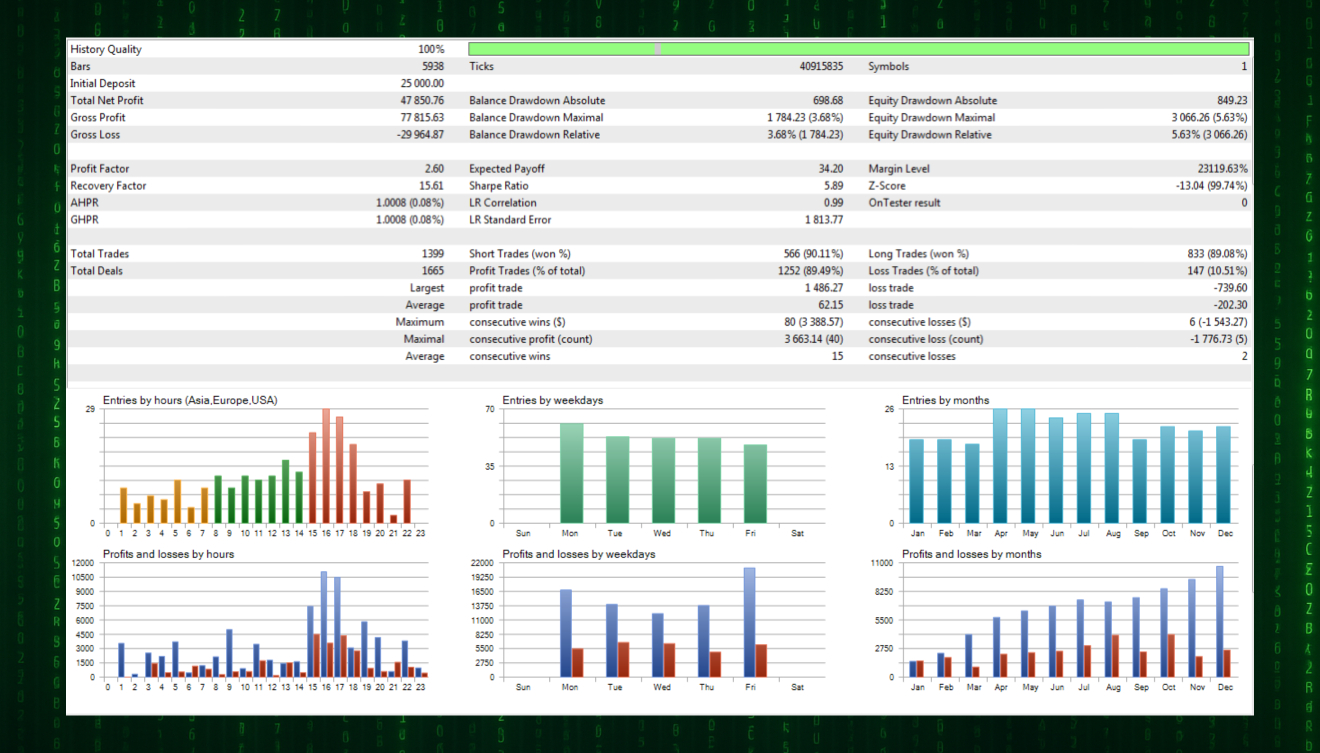 History Quality 100%
Bars 5938 Ticks 40915835 Symbols 1
Initial Deposit 25 000.00
Total Net Profit 47 850.76 Balance Drawdown Absolute 698.68 Equity Drawdown Absolute 849.23
Gross Profit 77 815.63 Balance Drawdown Maximal 1 784.23 (3.68%) Equity Drawdown Maximal 3 066.26 (5.63%)
Gross Loss -29 964.87 Balance Drawdown Relative 3.68% (1 784.23) Equity Drawdown Relative 5.63% (3 066.26)
Profit Factor 2.60 Expected Payoff 34.20 Margin Level 23119.63%
Recovery Factor 15.61 Sharpe Ratio 5.89 Z-Score -13.04 (99.74%)
AHPR 1.0008 (0.08%) LR Correlation 0.99 OnTester result 0
GHPR 1.0008 (0.08%) LR Standard Error 1 813.77
Total Trades 1399 Short Trades (won %) 566 (90.11%) Long Trades (won %) 833 (89.08%)
Total Deals 1665 Profit Trades (% of total) 1252 (89.49%) Loss Trades (% of total) 147 (10.51%)
Largest profit trade 1 486.27 loss trade -739.60
Average profit trade 62.15 loss trade -202.30
Maximum consecutive wins ($) 80 (3 388.57) consecutive losses ($) 6 (-1 543.27)
Maximal consecutive profit (count) 3 663.14 (40) consecutive loss (count) -1 776.73 (5)
Average consecutive wins 15 consecutive losses 2
Entries by hours (Asia,Europe,USA)
29
0
0 1 2 3 4 5 6 7 8 9 10 11 12 13 14 15 16 17 18 19 20 21 22 23
Entries by weekdays
70
35
0
Sun Mon Tue Wed Thu Fri Sat
Entries by months
26
13
0
Jan Feb Mar Apr May Jun Jul Aug Sep Oct Nov Dec
Profits and losses by hours
12000
10500
9000
7500
6000
4500
3000
1500
0
0 1 2 3 4 5 6 7 8 9 10 11 12 13 14 15 16 17 18 19 20 21 22 23
Profits and losses by weekdays
22000
19250
16500
13750
11000
8250
5500
2750
0
Sun Mon Tue Wed Thu Fri Sat
Profits and losses by months
11000
8250
5500
2750
0
Jan Feb Mar Apr May Jun Jul Aug Sep Oct Nov Dec